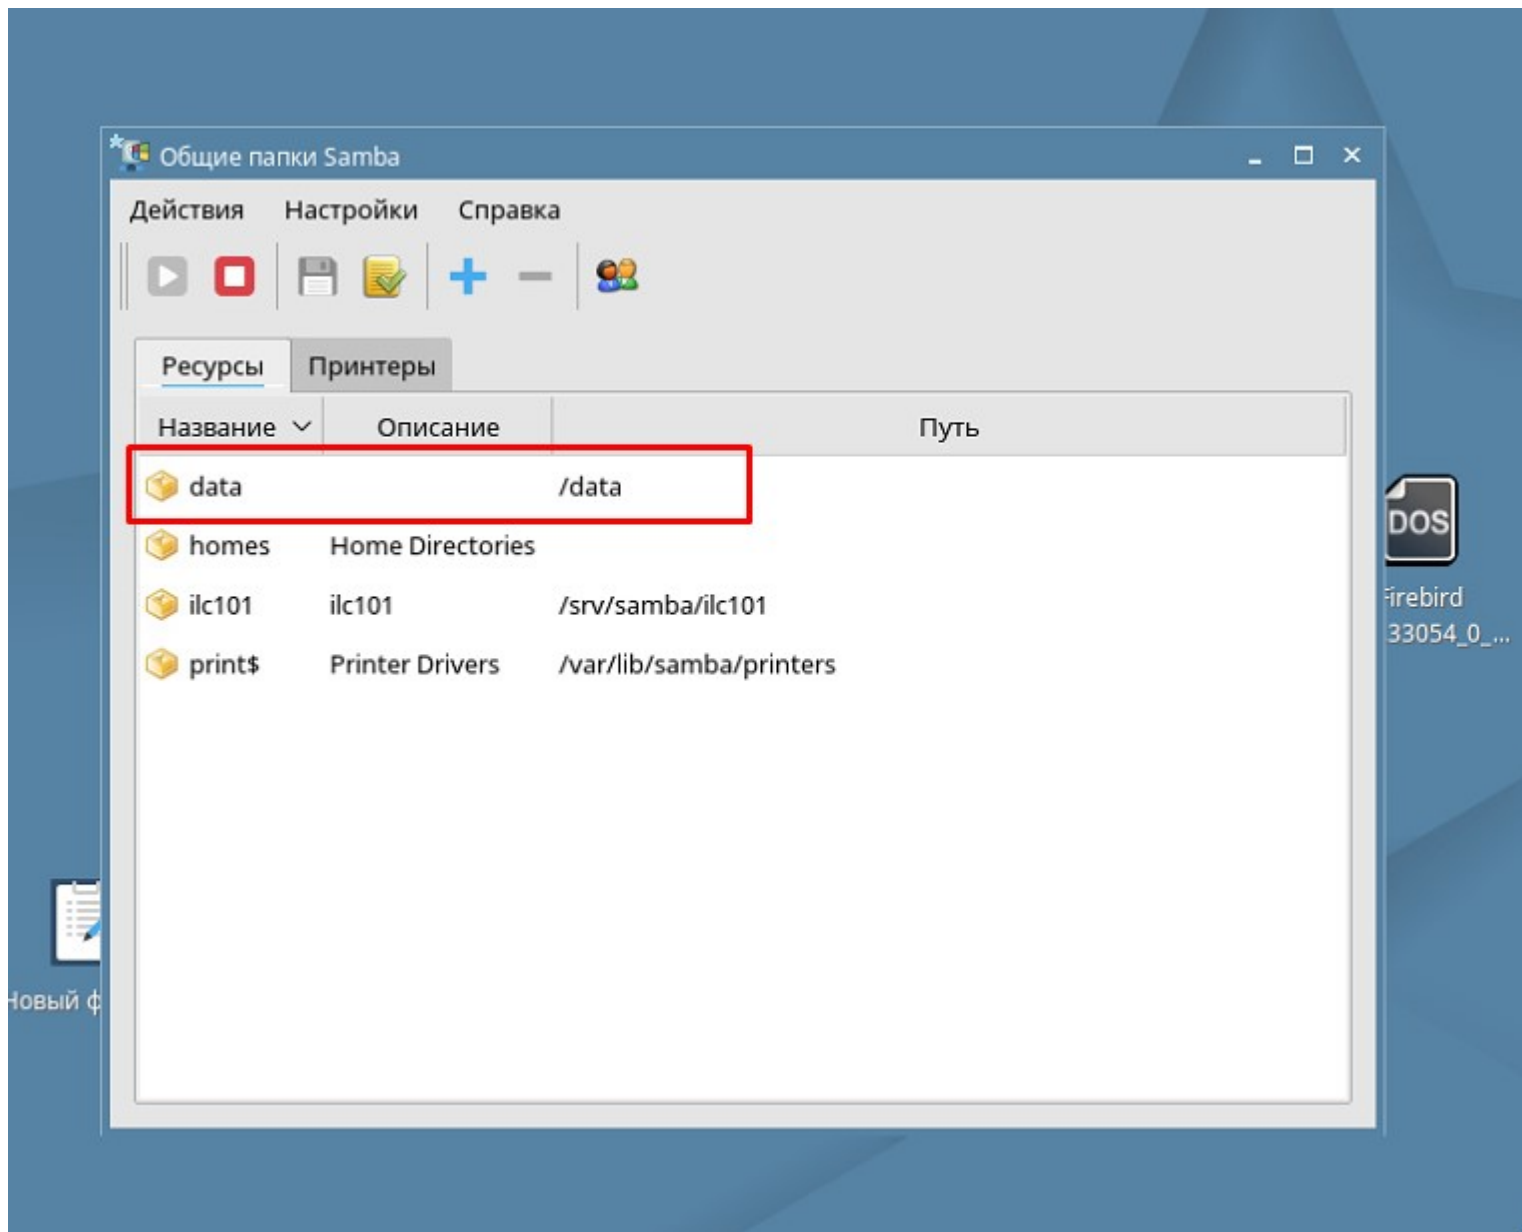 Общие папки Samba
Действия Настройки Справка
Ресурсы Принтеры
Название Описание Путь
data /data
homes Home Directories
ilc101 ilc101 /srv/samba/ilc101
print$ Printer Drivers /var/lib/samba/printers
DOS
Firebird
33054_0_...
Новый ф